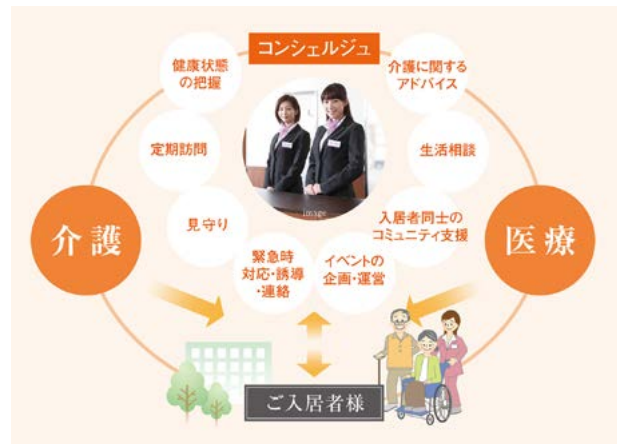 コンシェルジュ
健康状態
の把握
定期訪問
見守り
緊急時
対応・誘導
・連絡
イベントの
企画・運営
入居者同士の
コミュニティ支援
生活相談
介護に関する
アドバイス
image
介護
医療
ご入居者様